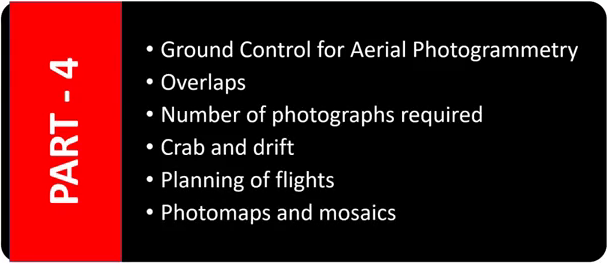 PART - 4
• Ground Control for Aerial Photogrammetry
• Overlaps
• Number of photographs required
• Crab and drift
• Planning of flights
• Photomaps and mosaics